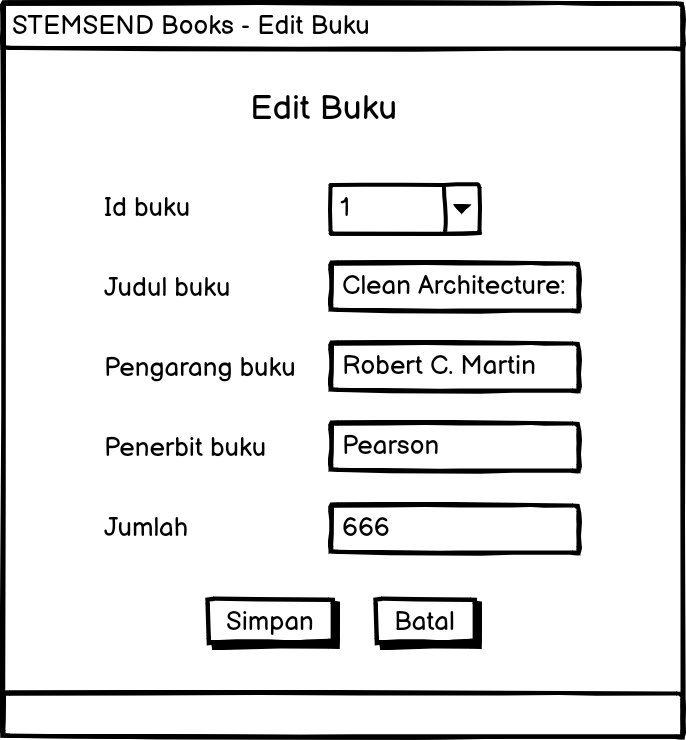 STEMSEND Books - Edit Buku
Edit Buku
Id buku 1
Judul buku Clean Architecture:
Pengarang buku Robert C. Martin
Penerbit buku Pearson
Jumlah 666
Simpan Batal